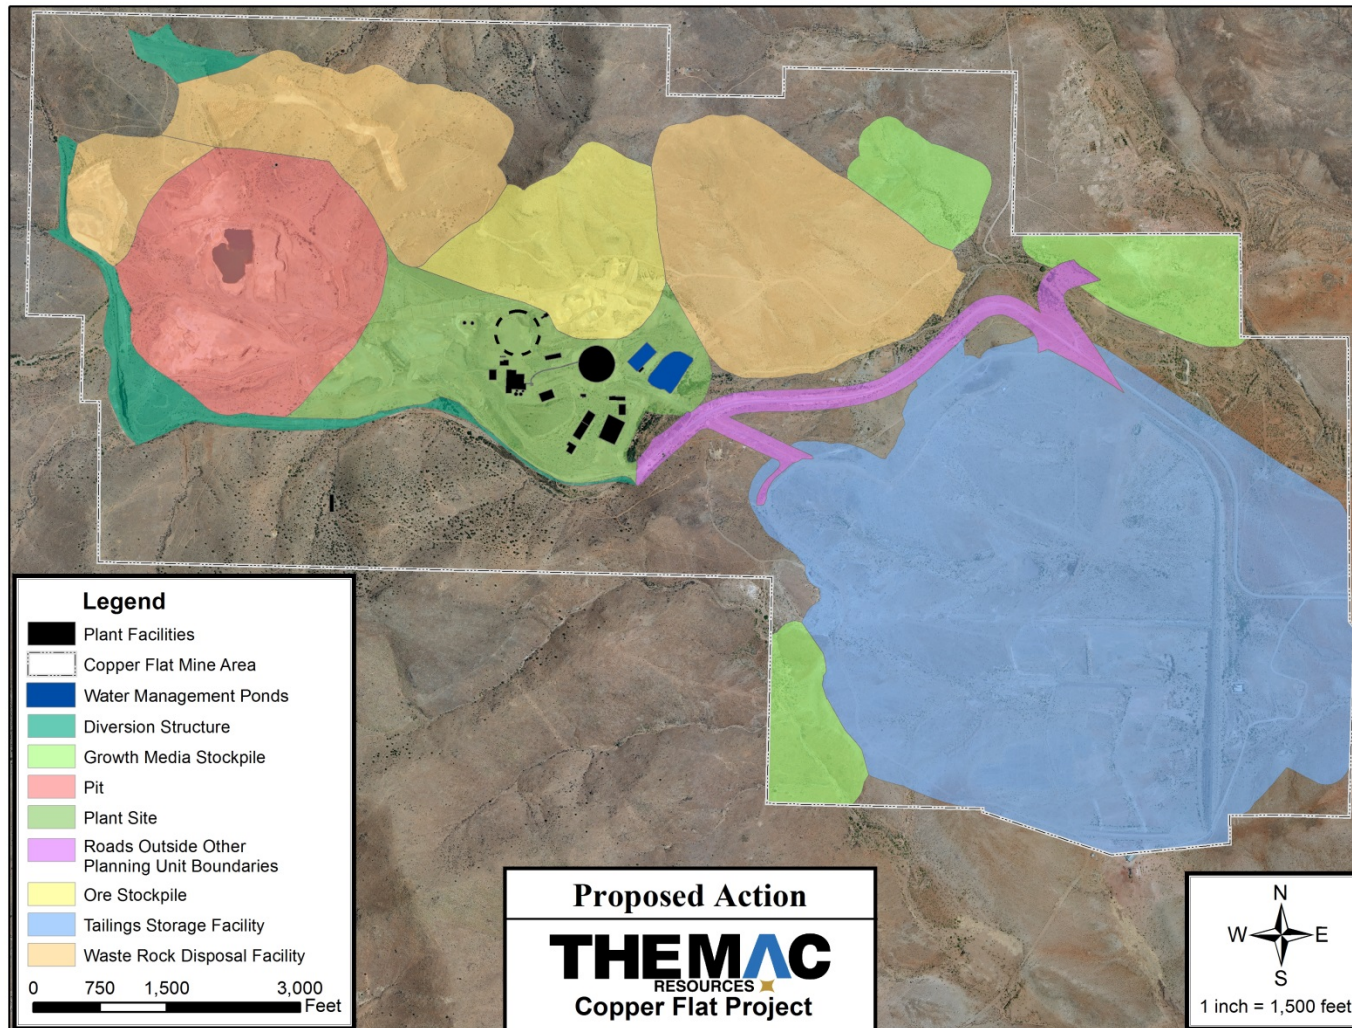 Legend
Plant Facilities
Copper Flat Mine Area
Water Management Ponds
Diversion Structure
Growth Media Stockpile
Pit
Plant Site
Roads Outside Other
Planning Unit Boundaries
Ore Stockpile
Tailings Storage Facility
Waste Rock Disposal Facility
0 750 1,500 3,000
Feet
Proposed Action
THEMAC
RESOURCES
Copper Flat Project
N
W E
S
1 inch = 1,500 feet